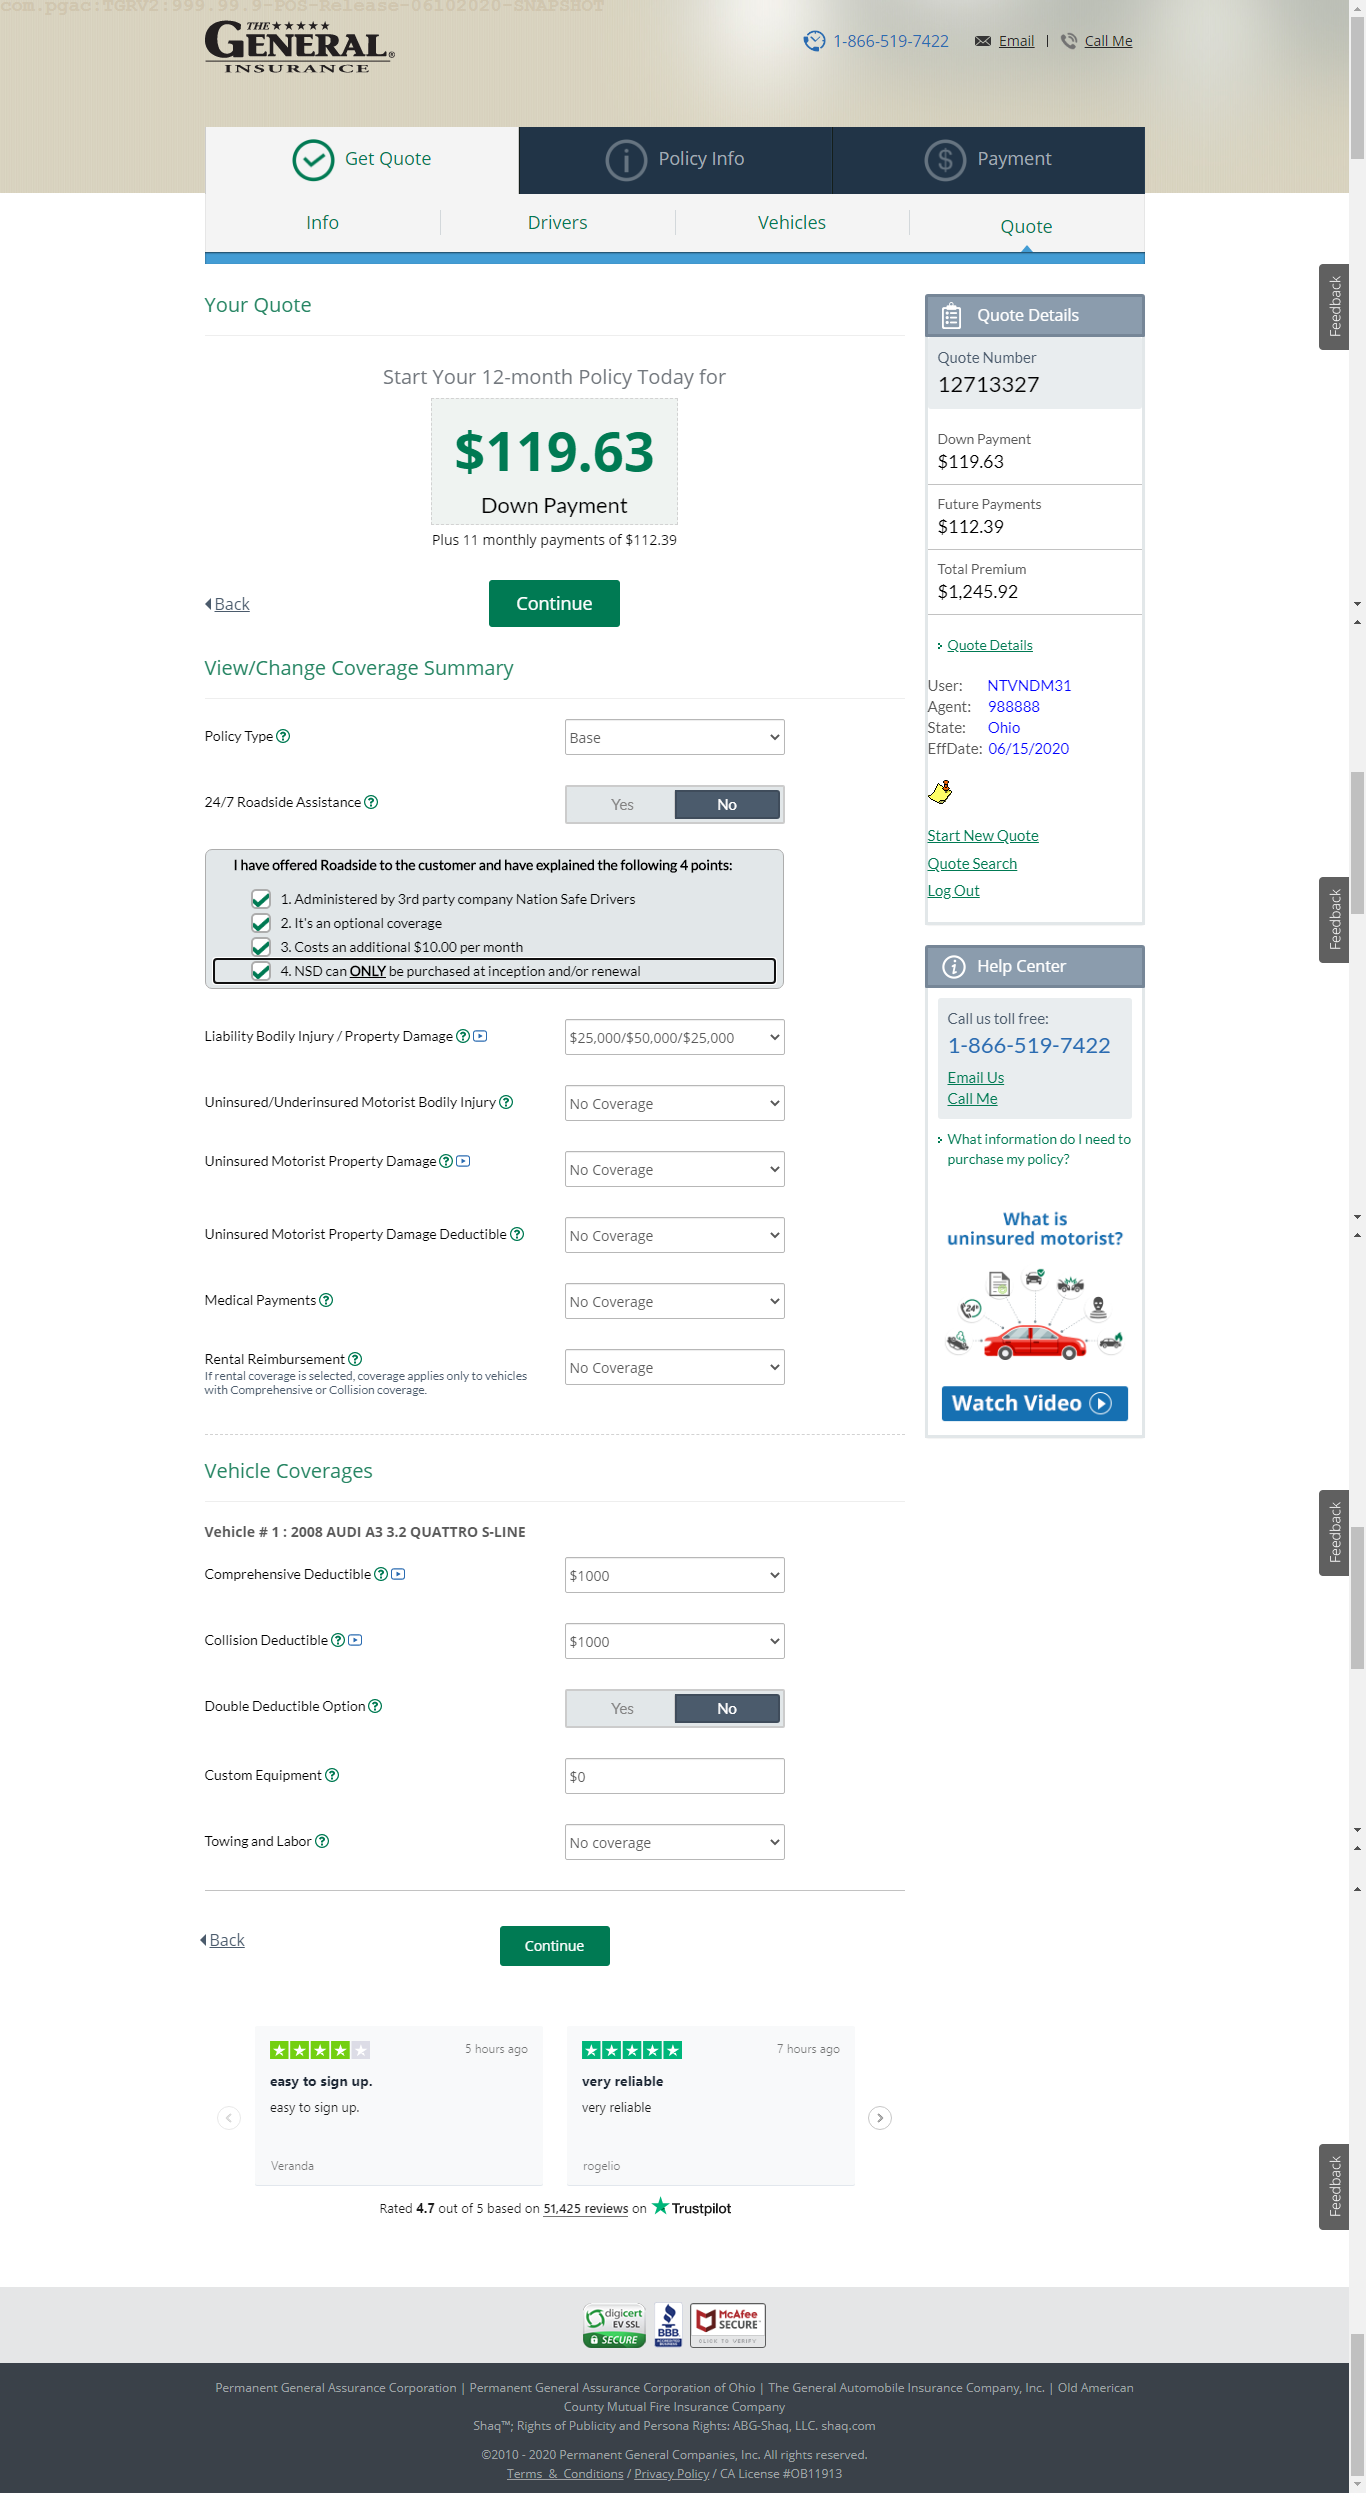 com.pgac:TGRV2:999.99.9-POS-Release-06102020-SNAPSHOT
THE
GENERAL®
INSURANCE
1-866-519-7422
Email | Call Me
Get Quote
Policy Info
Payment
Info
Drivers
Vehicles
Quote
Your Quote
Start Your 12-month Policy Today for
$119.63
Down Payment
Plus 11 monthly payments of $112.39
Back
Continue
View/Change Coverage Summary
Policy Type
Base
24/7 Roadside Assistance
Yes No
I have offered Roadside to the customer and have explained the following 4 points:
1. Administered by 3rd party company Nation Safe Drivers
2. It's an optional coverage
3. Costs an additional $10.00 per month
4. NSD can ONLY be purchased at inception and/or renewal
Liability Bodily Injury / Property Damage
$25,000/$50,000/$25,000
Uninsured/Underinsured Motorist Bodily Injury
No Coverage
Uninsured Motorist Property Damage
No Coverage
Uninsured Motorist Property Damage Deductible
No Coverage
Medical Payments
No Coverage
Rental Reimbursement
No Coverage
If rental coverage is selected, coverage applies only to vehicles
with Comprehensive or Collision coverage.
Vehicle Coverages
Vehicle # 1 : 2008 AUDI A3 3.2 QUATTRO S-LINE
Comprehensive Deductible
$1000
Collision Deductible
$1000
Double Deductible Option
Yes No
Custom Equipment
$0
Towing and Labor
No coverage
Back
Continue
5 hours ago
easy to sign up.
easy to sign up.
Veranda
7 hours ago
very reliable
very reliable
rogelio
Rated 4.7 out of 5 based on 51,425 reviews on Trustpilot
Quote Details
Quote Number
12713327
Down Payment
$119.63
Future Payments
$112.39
Total Premium
$1,245.92
Quote Details
User: NTVNDM31
Agent: 988888
State: Ohio
EffDate: 06/15/2020
Start New Quote
Quote Search
Log Out
Help Center
Call us toll free:
1-866-519-7422
Email Us
Call Me
What information do I need to
purchase my policy?
What is
uninsured motorist?
24h
Watch Video
Feedback
Feedback
Feedback
Feedback
digicert
EV SSL
SECURE
BBB
ACCREDITED
BUSINESS
McAfee
SECURE
CLICK TO VERIFY
Permanent General Assurance Corporation | Permanent General Assurance Corporation of Ohio | The General Automobile Insurance Company, Inc. | Old American
County Mutual Fire Insurance Company
Shaq™; Rights of Publicity and Persona Rights: ABG-Shaq, LLC. shaq.com
©2010 - 2020 Permanent General Companies, Inc. All rights reserved.
Terms & Conditions / Privacy Policy / CA License #OB11913